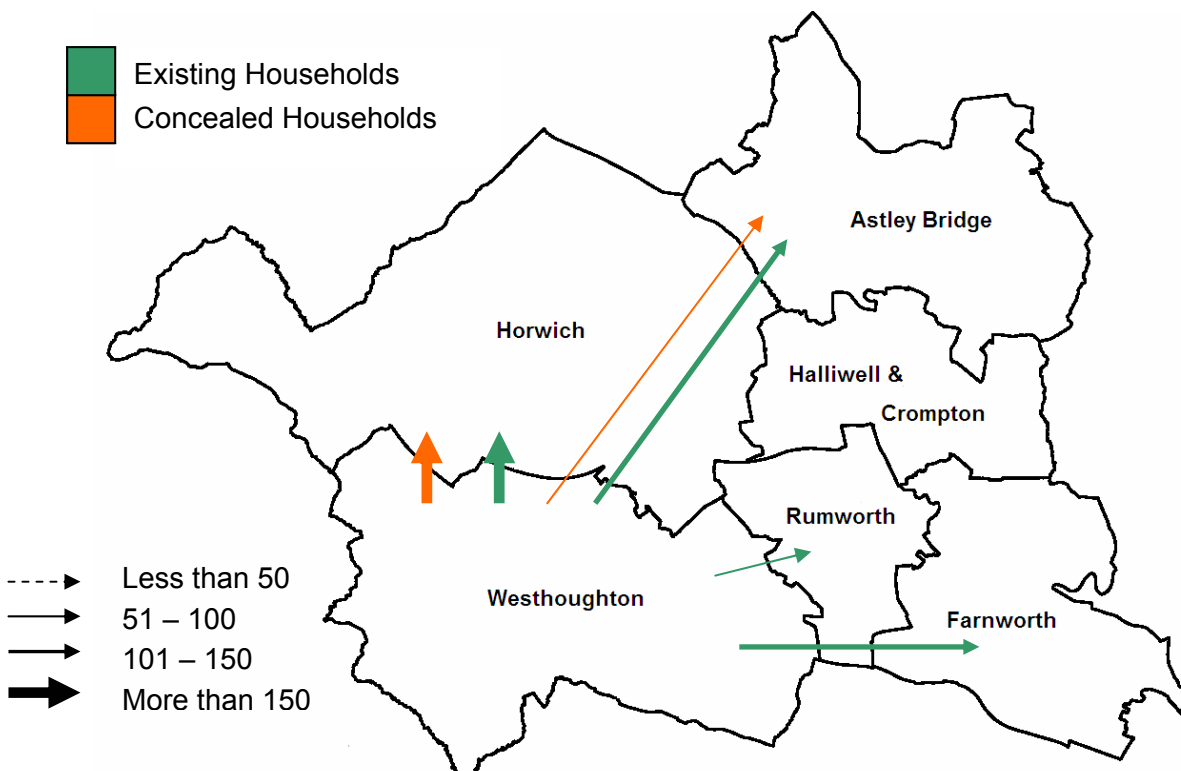 Existing Households
Concealed Households
Astley Bridge
Horwich
Halliwell &
Crompton
Rumworth
Westhoughton
Farnworth
Less than 50
51 – 100
101 – 150
More than 150